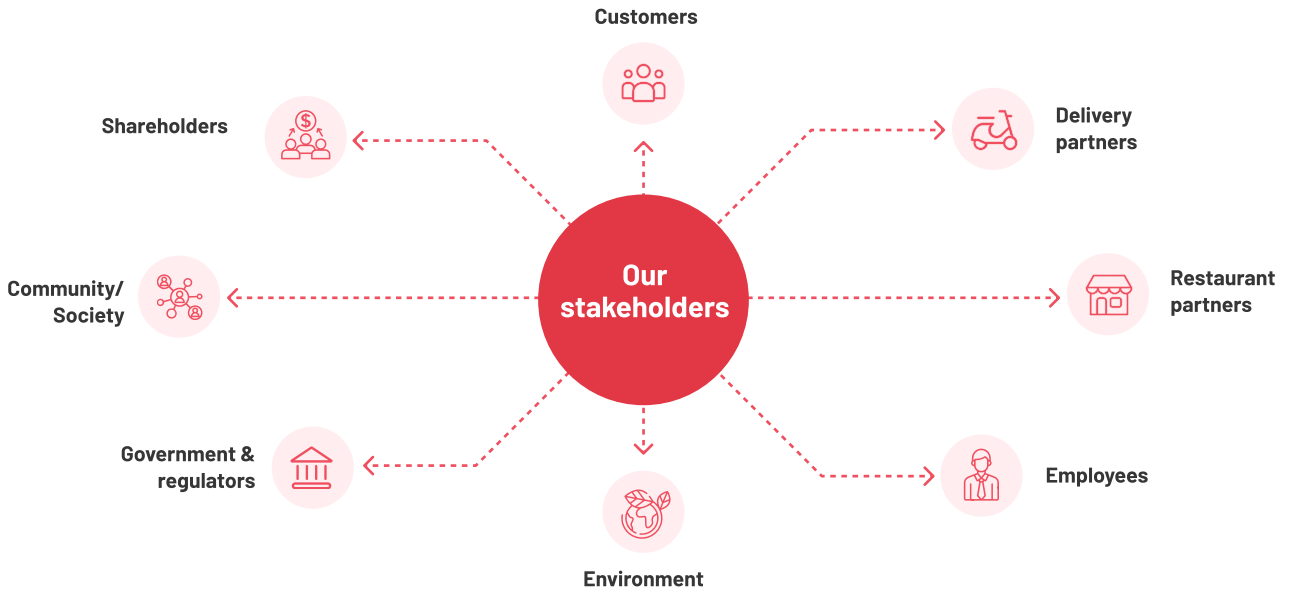 Customers
Shareholders
Delivery
partners
Our
stakeholders
Community/
Society
Restaurant
partners
Government &
regulators
Employees
Environment